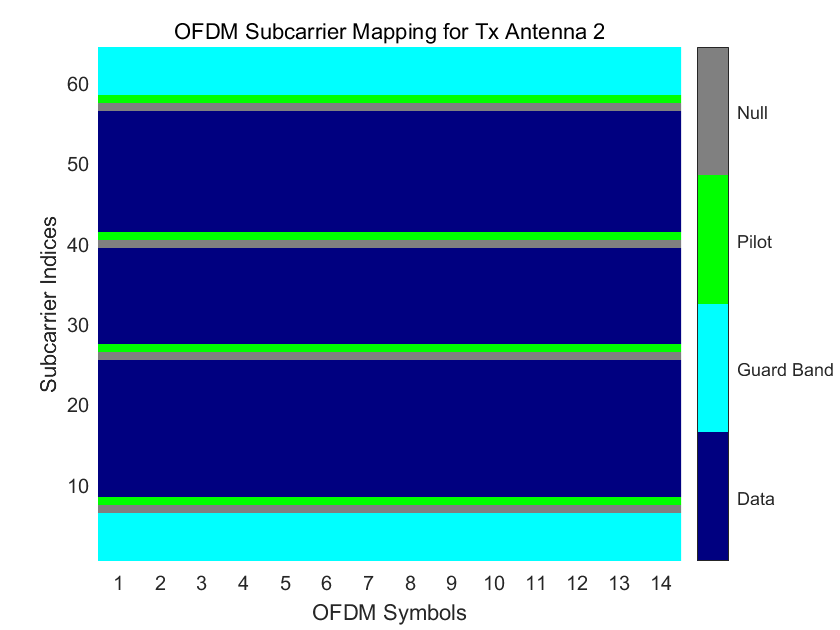 OFDM Subcarrier Mapping for Tx Antenna 2
60
50
40
30
20
10
Subcarrier Indices
1 2 3 4 5 6 7 8 9 10 11 12 13 14
OFDM Symbols
Null
Pilot
Guard Band
Data